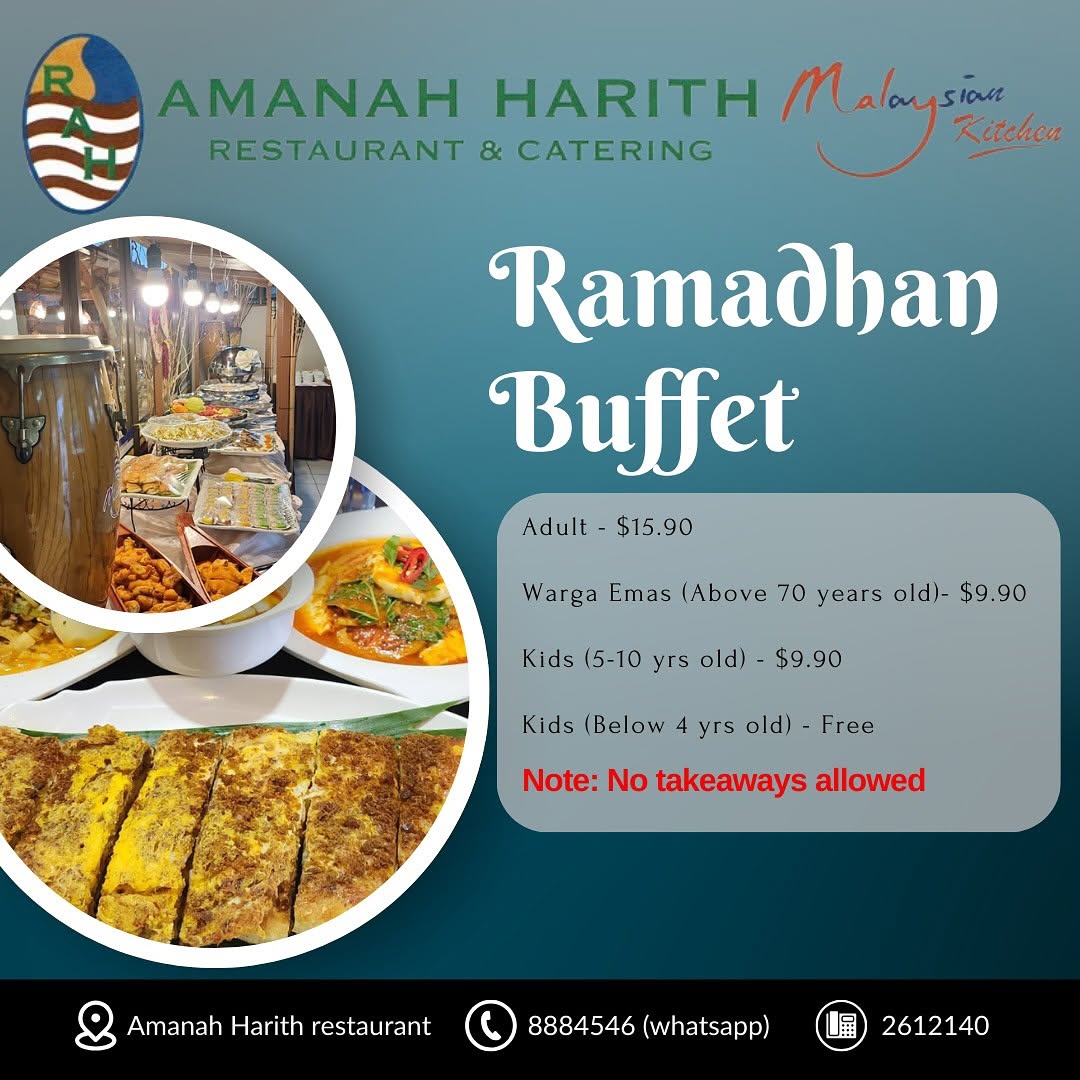 RAH
AMANAH HARITH
RESTAURANT & CATERING
Malaysian
Kitchen
Ramadhan
Buffet
Adult - $15.90
Warga Emas (Above 70 years old)- $9.90
Kids (5-10 yrs old) - $9.90
Kids (Below 4 yrs old) - Free
Note: No takeaways allowed
Amanah Harith restaurant
8884546 (whatsapp)
2612140